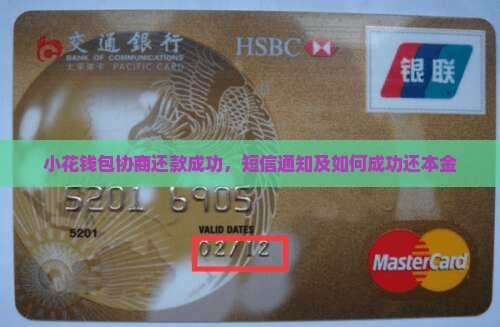 交通銀行
BANK OF COMMUNICATIONS
太平洋卡 PACIFIC CARD
HSBC
银联
小花钱包协商还款成功，短信通知及如何成功还本金
5201 6905
5201
VALID DATES
02/12
MasterCard